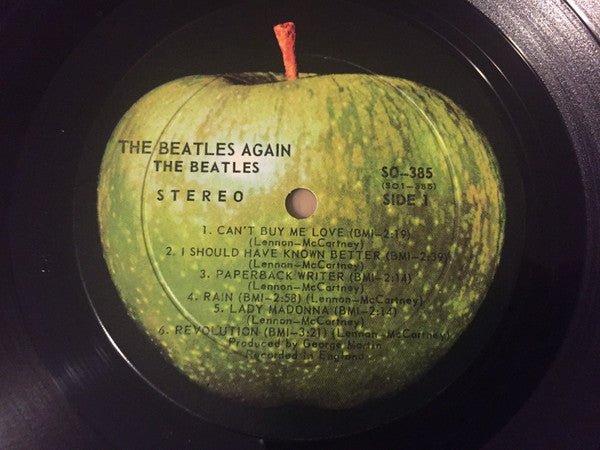 THE BEATLES AGAIN
THE BEATLES
STEREO
SO-385
(SO1-385)
SIDE 1
1. CAN'T BUY ME LOVE (BMI-2:19)
(Lennon-McCartney)
2. I SHOULD HAVE KNOWN BETTER (BMI-2:39)
(Lennon-McCartney)
3. PAPERBACK WRITER (BMI-2:14)
(Lennon-McCartney)
4. RAIN (BMI-2:58) (Lennon-McCartney)
5. LADY MADONNA (BMI-2:14)
(Lennon-McCartney)
6. REVOLUTION (BMI-3:21) (Lennon-McCartney)
Produced by George Martin
Recorded in England